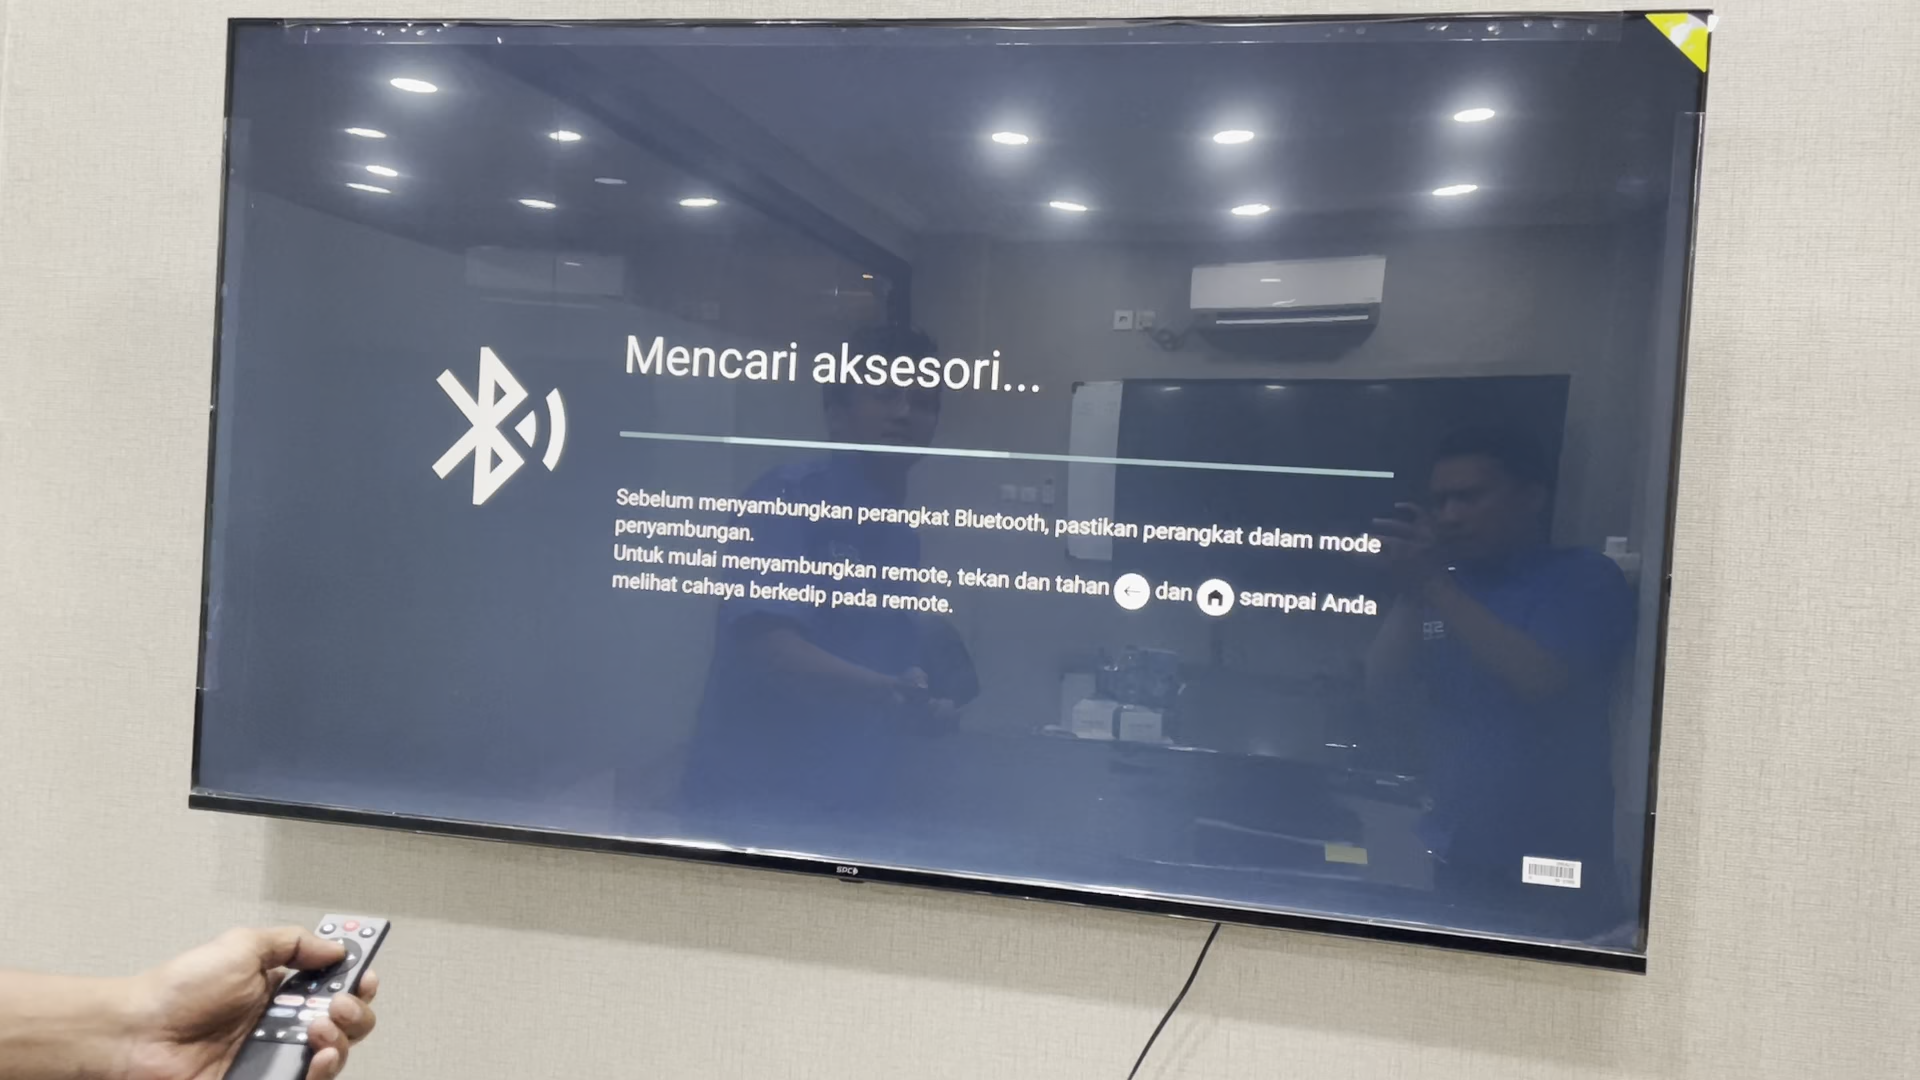 Mencari aksesori...
Sebelum menyambungkan perangkat Bluetooth, pastikan perangkat dalam mode
penyambungan.
Untuk mulai menyambungkan remote, tekan dan tahan dan sampai Anda
melihat cahaya berkedip pada remote.
SPC